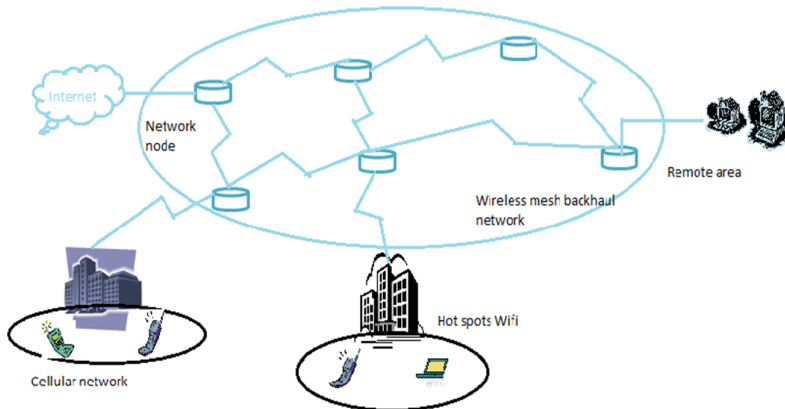 Internet
Network
node
Remote area
Wireless mesh backhaul
network
Hot spots Wifi
Cellular network